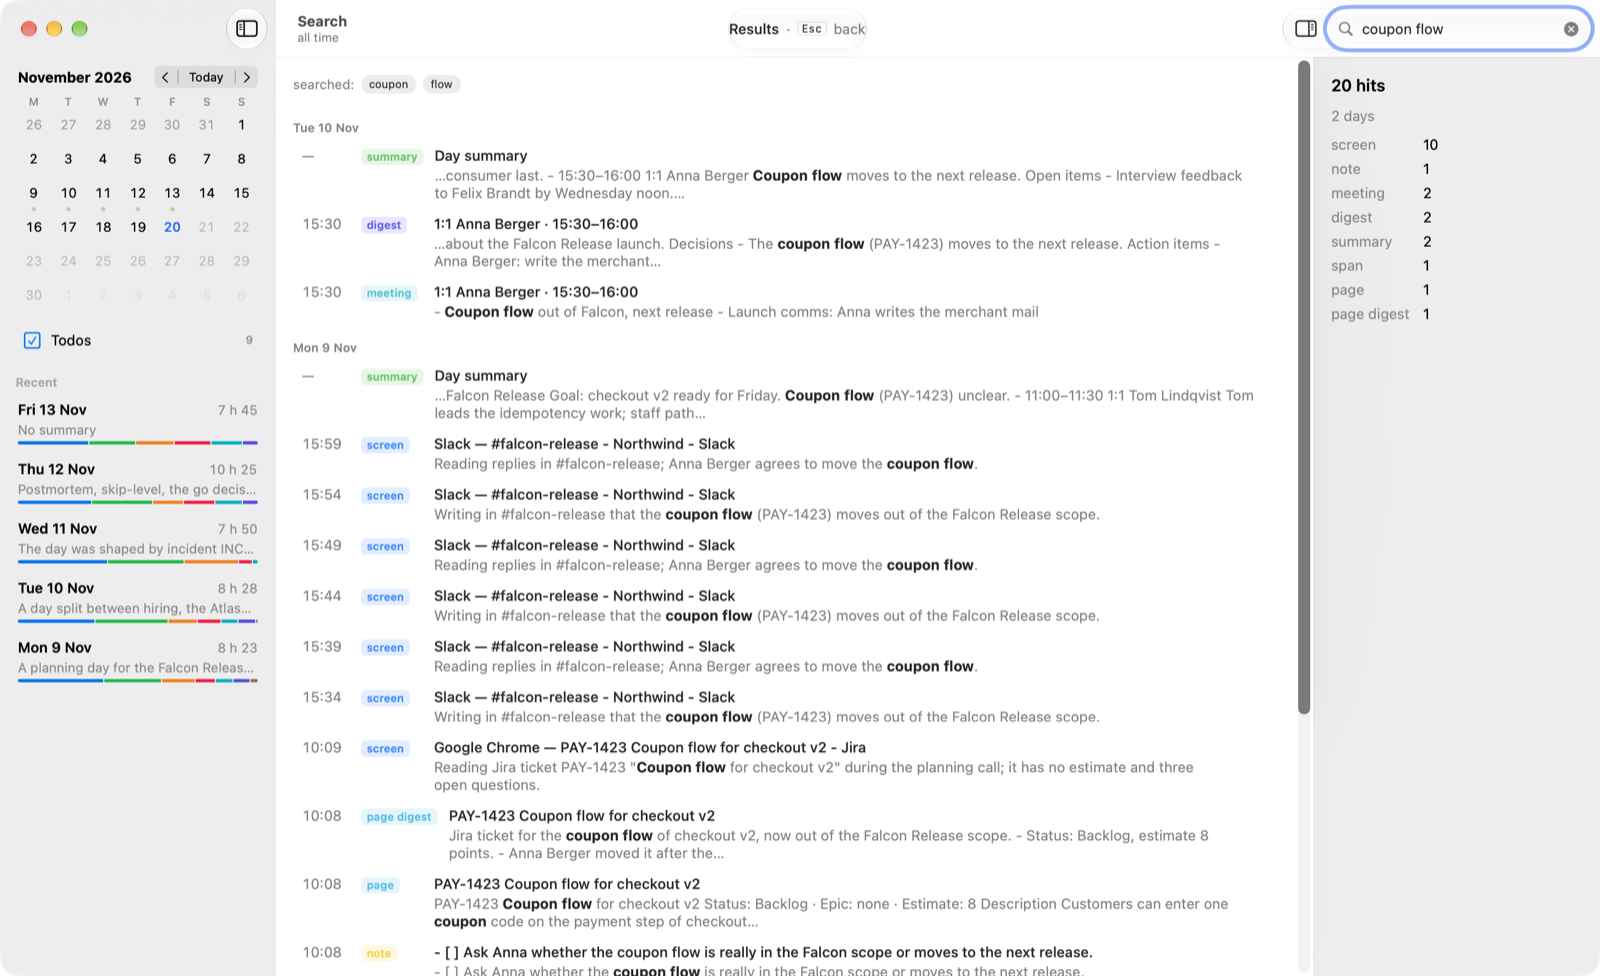 Search
all time
Results · Esc back
coupon flow
November 2026
Today
M T W T F S S
26 27 28 29 30 31 1
2 3 4 5 6 7 8
9 10 11 12 13 14 15
16 17 18 19 20 21 22
23 24 25 26 27 28 29
30 1 2 3 4 5 6
Todos 9
Recent
Fri 13 Nov 7 h 45
No summary
Thu 12 Nov 10 h 25
Postmortem, skip-level, the go decis...
Wed 11 Nov 7 h 50
The day was shaped by incident INC...
Tue 10 Nov 8 h 28
A day split between hiring, the Atlas...
Mon 9 Nov 8 h 23
A planning day for the Falcon Releas...
searched: coupon flow
Tue 10 Nov
— summary Day summary
...consumer last. - 15:30–16:00 1:1 Anna Berger Coupon flow moves to the next release. Open items - Interview feedback
to Felix Brandt by Wednesday noon....
15:30 digest 1:1 Anna Berger · 15:30–16:00
...about the Falcon Release launch. Decisions - The coupon flow (PAY-1423) moves to the next release. Action items -
Anna Berger: write the merchant...
15:30 meeting 1:1 Anna Berger · 15:30–16:00
- Coupon flow out of Falcon, next release - Launch comms: Anna writes the merchant mail
Mon 9 Nov
— summary Day summary
...Falcon Release Goal: checkout v2 ready for Friday. Coupon flow (PAY-1423) unclear. - 11:00–11:30 1:1 Tom Lindqvist Tom
leads the idempotency work; staff path...
15:59 screen Slack — #falcon-release - Northwind - Slack
Reading replies in #falcon-release; Anna Berger agrees to move the coupon flow.
15:54 screen Slack — #falcon-release - Northwind - Slack
Writing in #falcon-release that the coupon flow (PAY-1423) moves out of the Falcon Release scope.
15:49 screen Slack — #falcon-release - Northwind - Slack
Reading replies in #falcon-release; Anna Berger agrees to move the coupon flow.
15:44 screen Slack — #falcon-release - Northwind - Slack
Writing in #falcon-release that the coupon flow (PAY-1423) moves out of the Falcon Release scope.
15:39 screen Slack — #falcon-release - Northwind - Slack
Reading replies in #falcon-release; Anna Berger agrees to move the coupon flow.
15:34 screen Slack — #falcon-release - Northwind - Slack
Writing in #falcon-release that the coupon flow (PAY-1423) moves out of the Falcon Release scope.
10:09 screen Google Chrome — PAY-1423 Coupon flow for checkout v2 - Jira
Reading Jira ticket PAY-1423 "Coupon flow for checkout v2" during the planning call; it has no estimate and three
open questions.
10:08 page digest PAY-1423 Coupon flow for checkout v2
Jira ticket for the coupon flow of checkout v2, now out of the Falcon Release scope. - Status: Backlog, estimate 8
points. - Anna Berger moved it after the...
10:08 page PAY-1423 Coupon flow for checkout v2
PAY-1423 Coupon flow for checkout v2 Status: Backlog · Epic: none · Estimate: 8 Description Customers can enter one
coupon code on the payment step of checkout...
10:08 note - [ ] Ask Anna whether the coupon flow is really in the Falcon scope or moves to the next release.
- [ ] Ask Anna whether the coupon flow is really in the Falcon scope or moves to the next release.
20 hits
2 days
screen 10
note 1
meeting 2
digest 2
summary 2
span 1
page 1
page digest 1